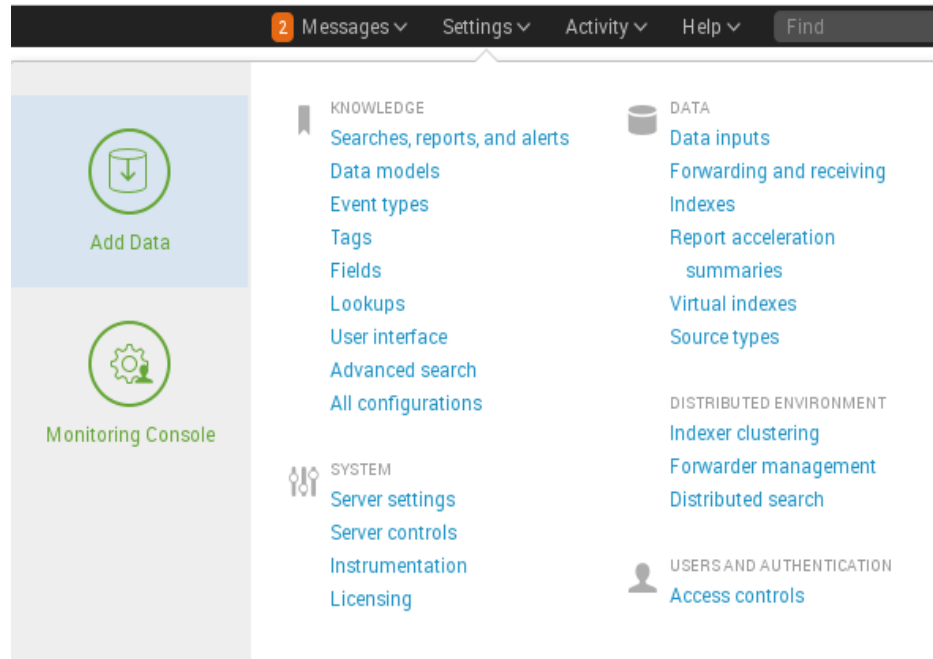 2 Messages Settings Activity Help Find
Add Data
Monitoring Console
KNOWLEDGE
Searches, reports, and alerts
Data models
Event types
Tags
Fields
Lookups
User interface
Advanced search
All configurations
SYSTEM
Server settings
Server controls
Instrumentation
Licensing
DATA
Data inputs
Forwarding and receiving
Indexes
Report acceleration
summaries
Virtual indexes
Source types
DISTRIBUTED ENVIRONMENT
Indexer clustering
Forwarder management
Distributed search
USERS AND AUTHENTICATION
Access controls